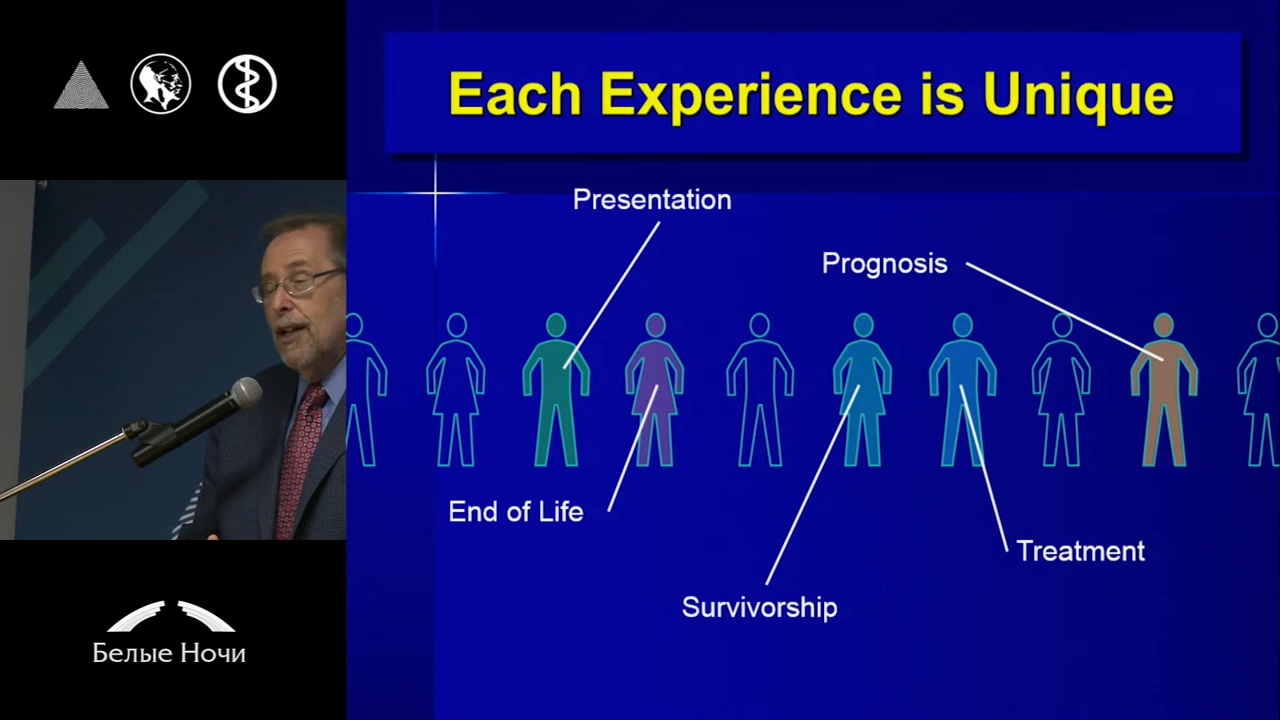 Each Experience is Unique
Presentation
Prognosis
End of Life
Treatment
Survivorship
Белые Ночи